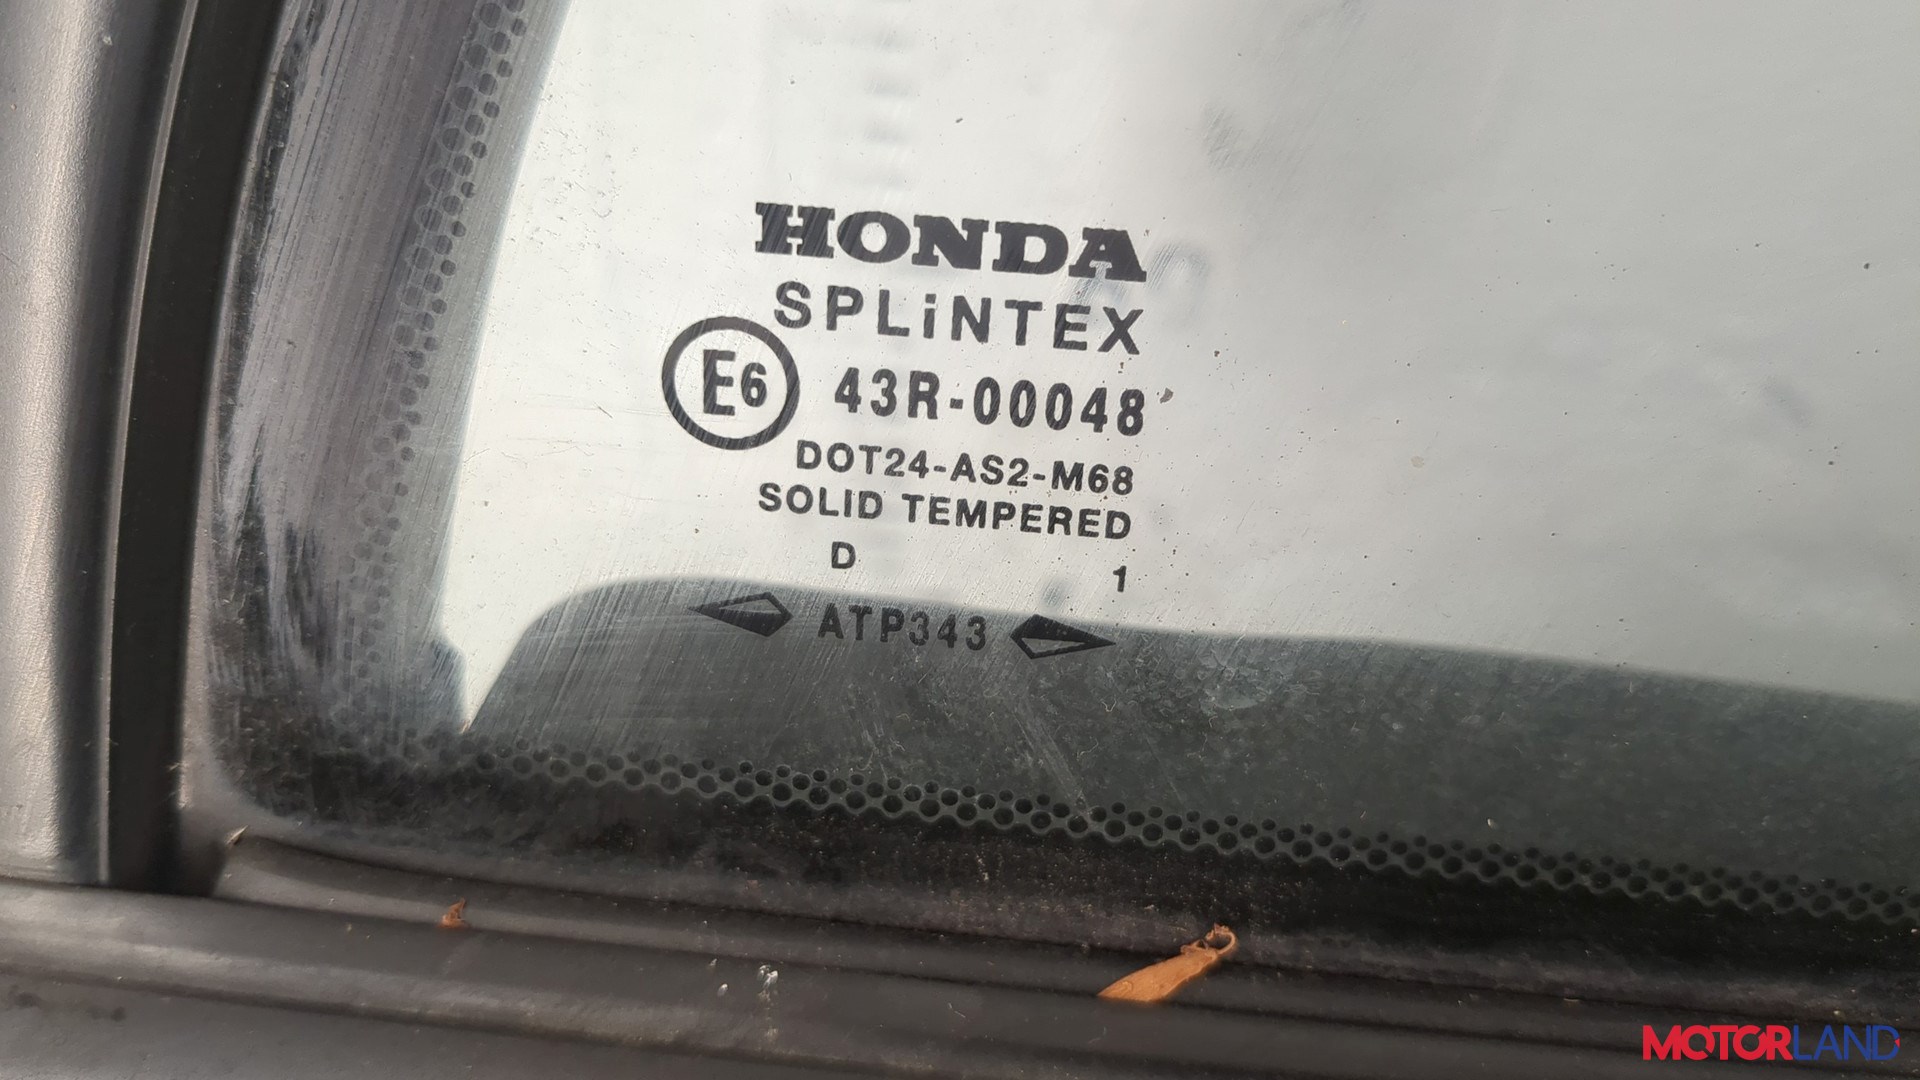 HONDA
SPLiNTEX
E6 43R-00048
DOT24-AS2-M68
SOLID TEMPERED
D 1
ATP343
MOTORLAND